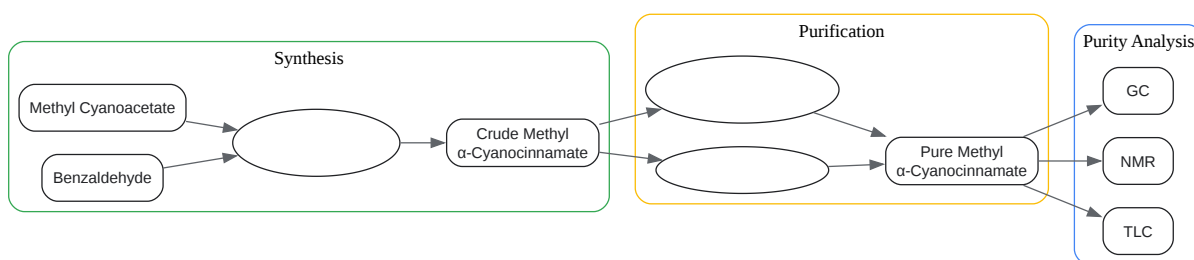 Synthesis
Methyl Cyanoacetate
Benzaldehyde
Crude Methyl
α-Cyanocinnamate
Purification
Pure Methyl
α-Cyanocinnamate
Purity Analysis
GC
NMR
TLC